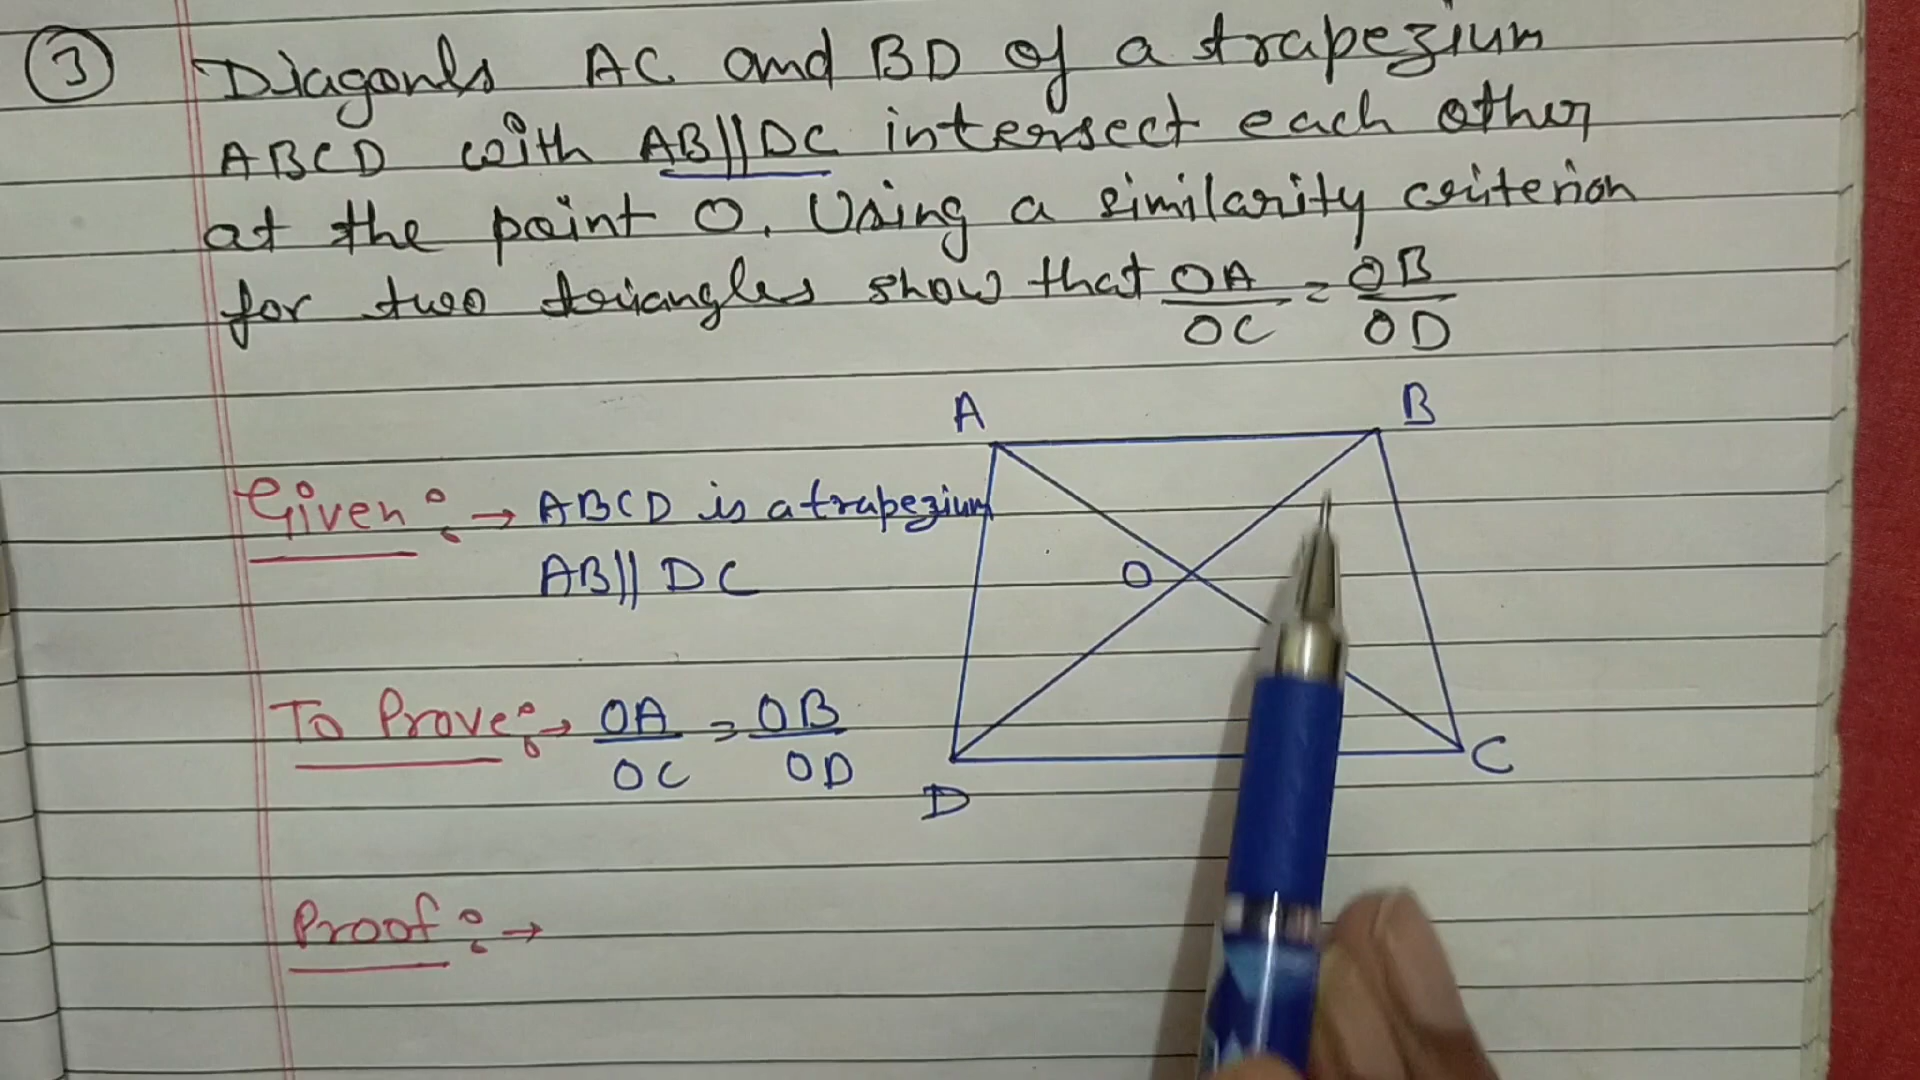 3 Diagonls AC and BD of a trapezium
ABCD with AB||DC intersect each other
at the point O. Using a similarity criterion
for two triangles show that OA/OC = OB/OD
A
B
Given :→ ABCD is a trapezium
AB||DC
O
To Prove :→ OA/OC = OB/OD
C
D
Proof :→